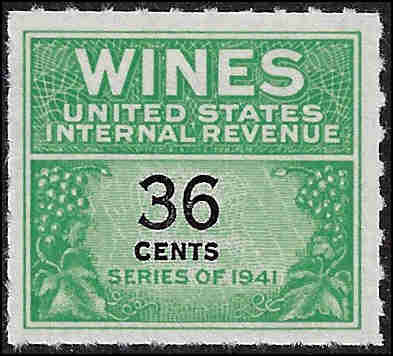 WINES
UNITED STATES
INTERNAL REVENUE
36
CENTS
SERIES OF 1941